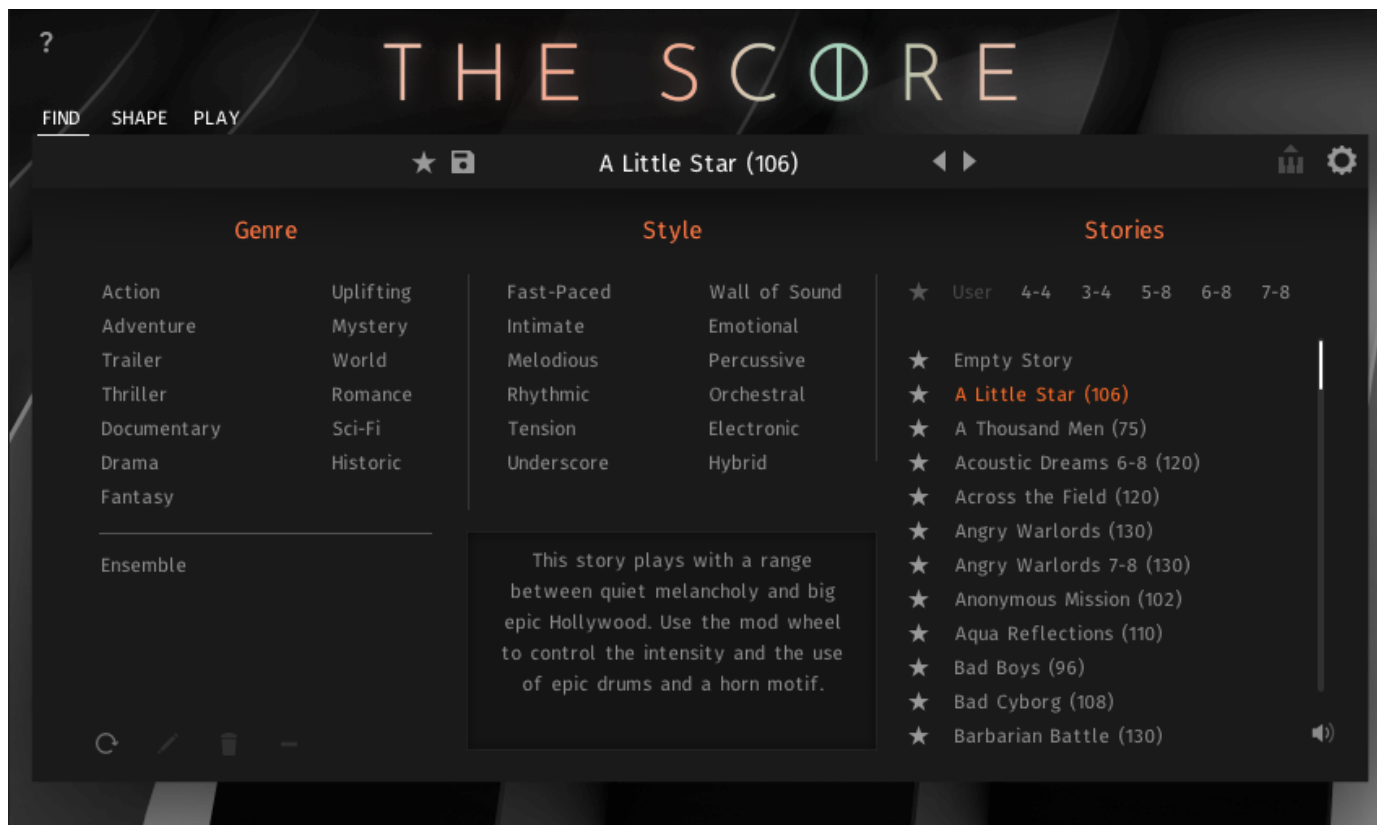 ?
THE SCORE
FIND SHAPE PLAY
A Little Star (106)
Genre
Action
Adventure
Trailer
Thriller
Documentary
Drama
Fantasy
Uplifting
Mystery
World
Romance
Sci-Fi
Historic
Ensemble
Style
Fast-Paced
Intimate
Melodious
Rhythmic
Tension
Underscore
Wall of Sound
Emotional
Percussive
Orchestral
Electronic
Hybrid
This story plays with a range
between quiet melancholy and big
epic Hollywood. Use the mod wheel
to control the intensity and the use
of epic drums and a horn motif.
Stories
User 4-4 3-4 5-8 6-8 7-8
Empty Story
A Little Star (106)
A Thousand Men (75)
Acoustic Dreams 6-8 (120)
Across the Field (120)
Angry Warlords (130)
Angry Warlords 7-8 (130)
Anonymous Mission (102)
Aqua Reflections (110)
Bad Boys (96)
Bad Cyborg (108)
Barbarian Battle (130)